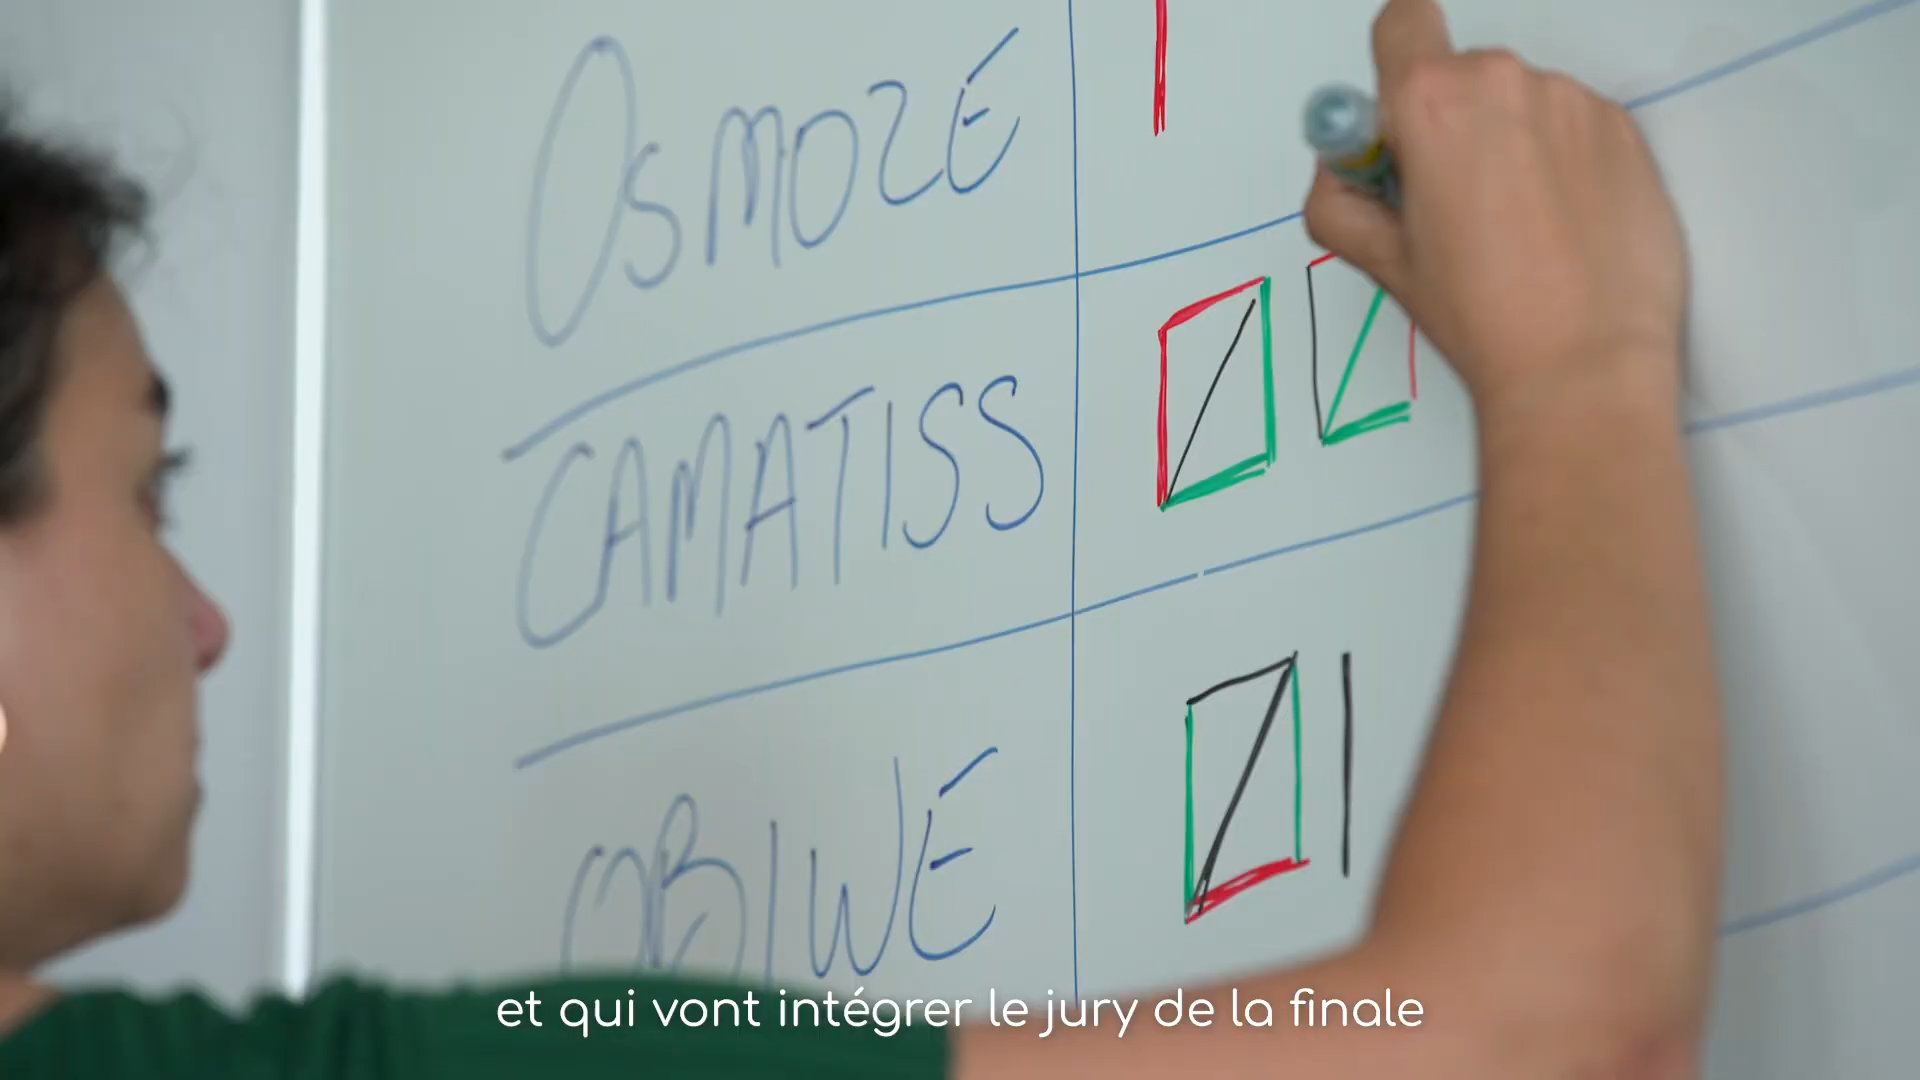 OSMOZÉ
CAMATISS
OBIWÉ
et qui vont intégrer le jury de la finale